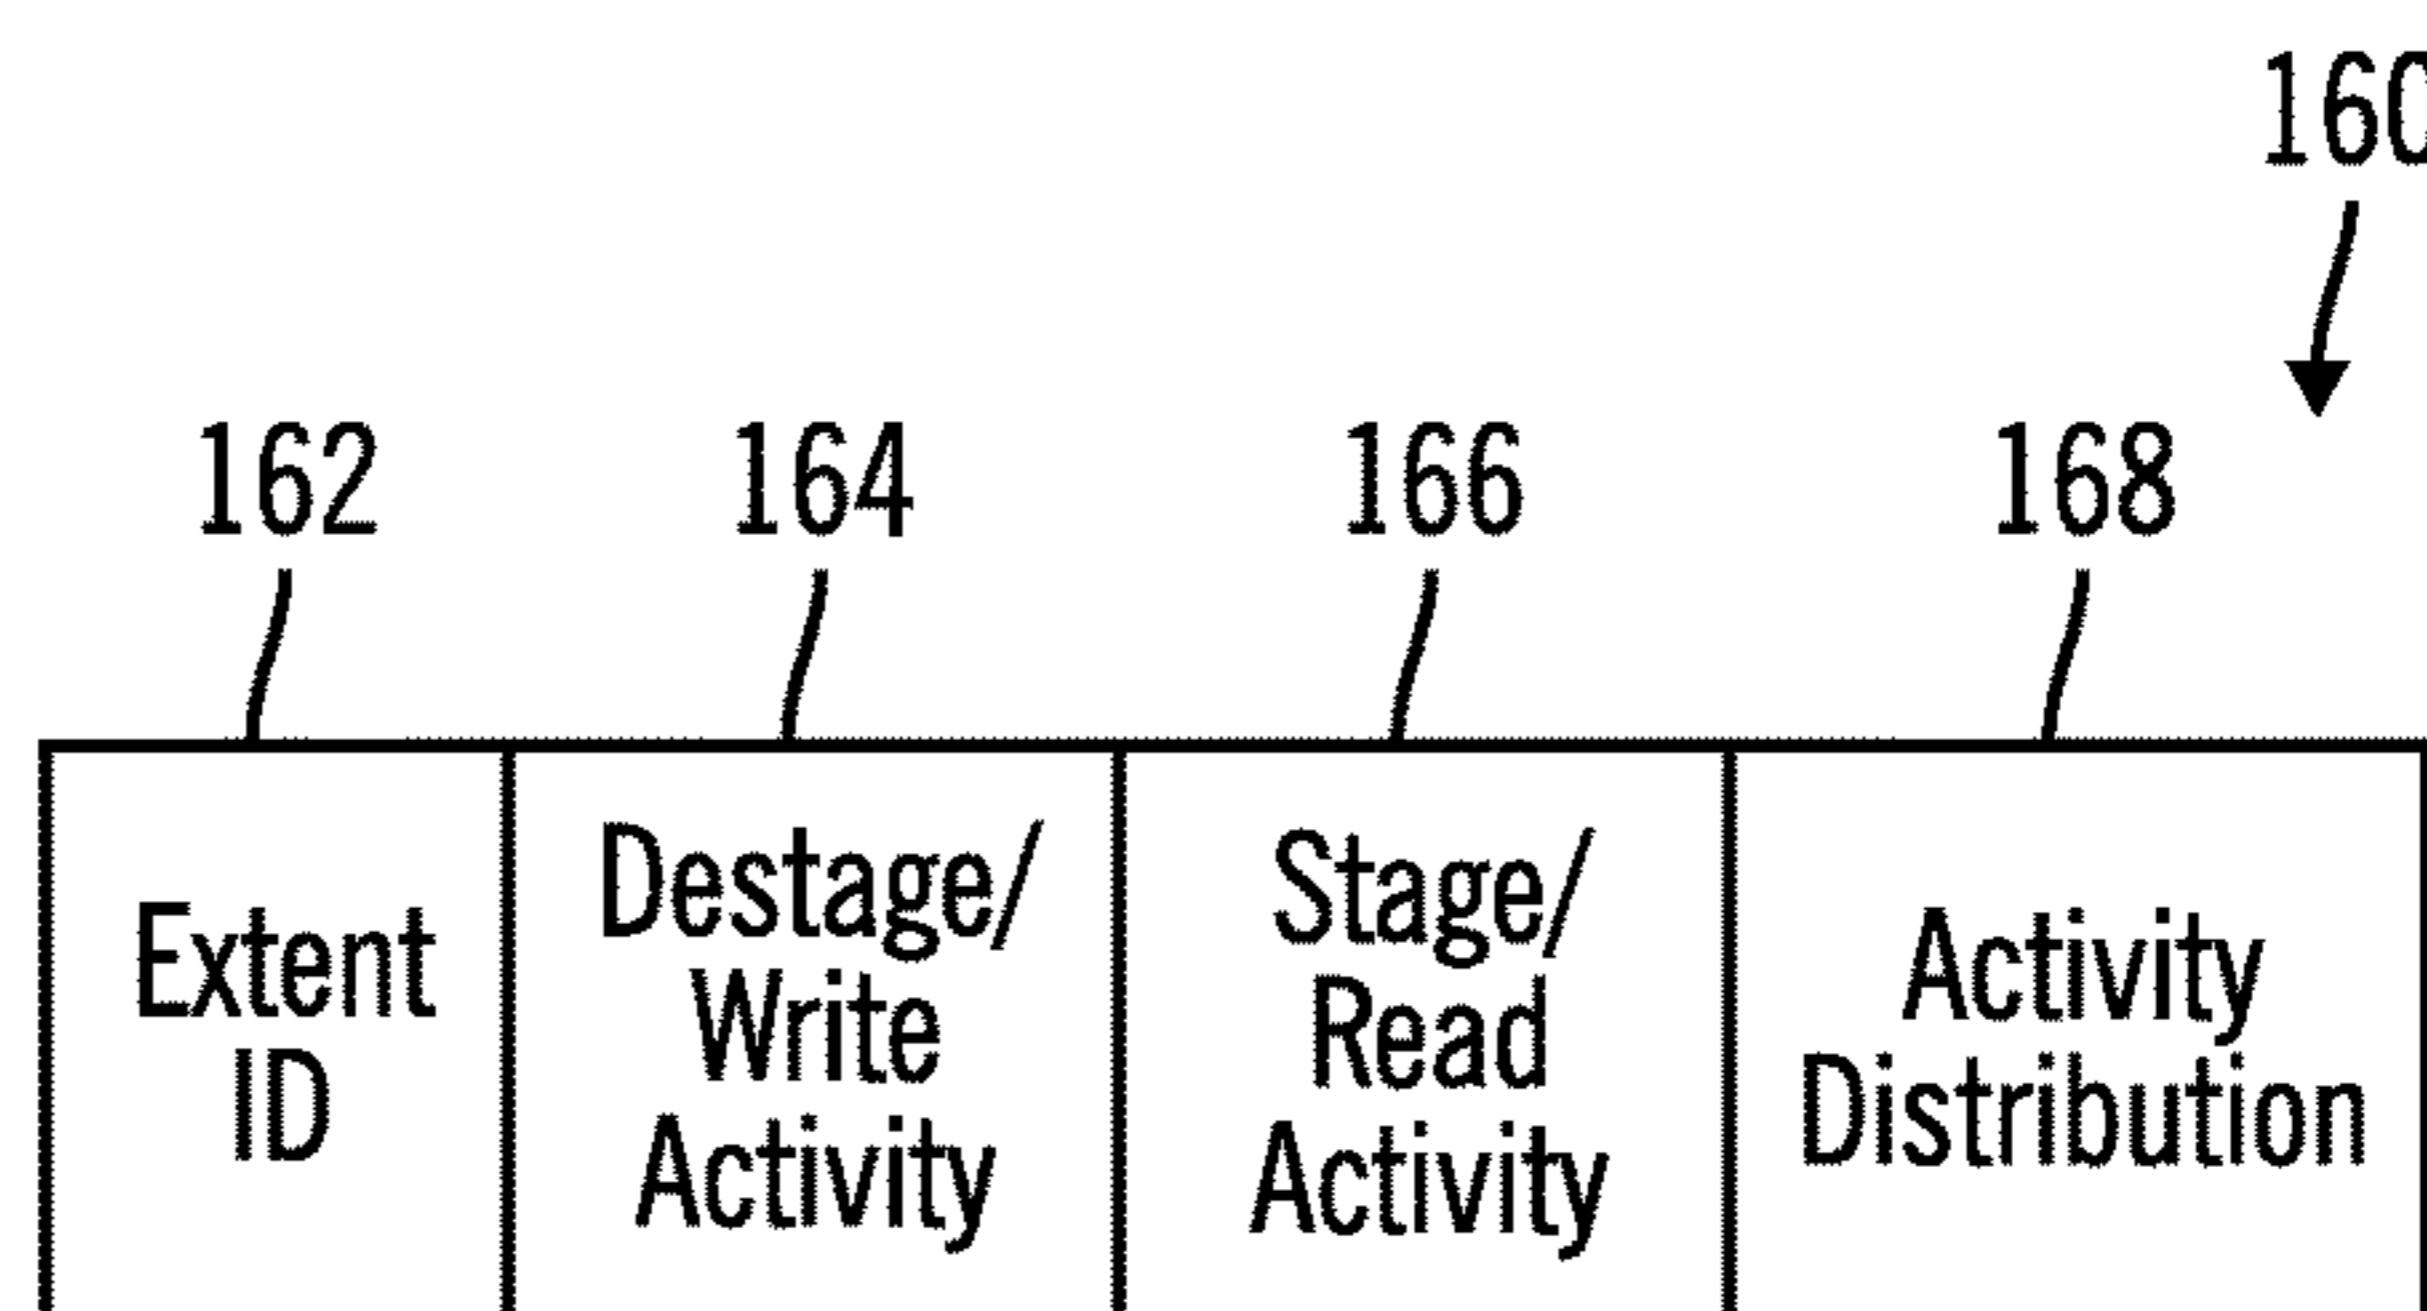 160
162 164 166 168
Extent
ID
Destage/
Write
Activity
Stage/
Read
Activity
Activity
Distribution